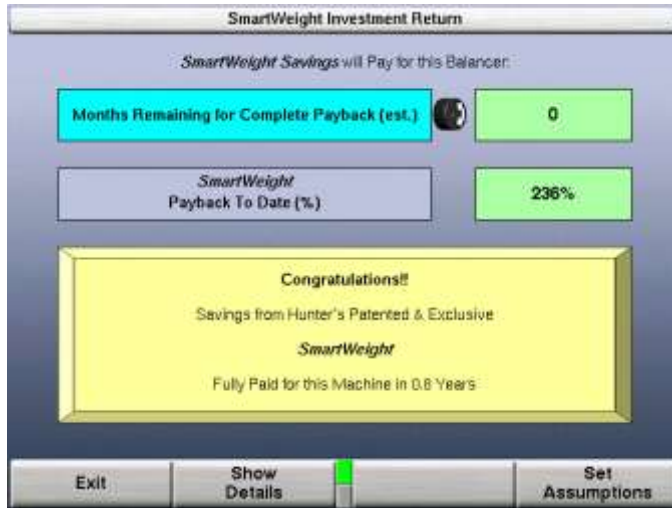 SmartWeight Investment Return
SmartWeight Savings will Pay for this Balancer:
Months Remaining for Complete Payback (est.)
0
SmartWeight
Payback To Date (%)
236%
Congratulations!!
Savings from Hunter's Patented & Exclusive
SmartWeight
Fully Paid for this Machine in 0.8 Years
Exit
Show
Details
Set
Assumptions